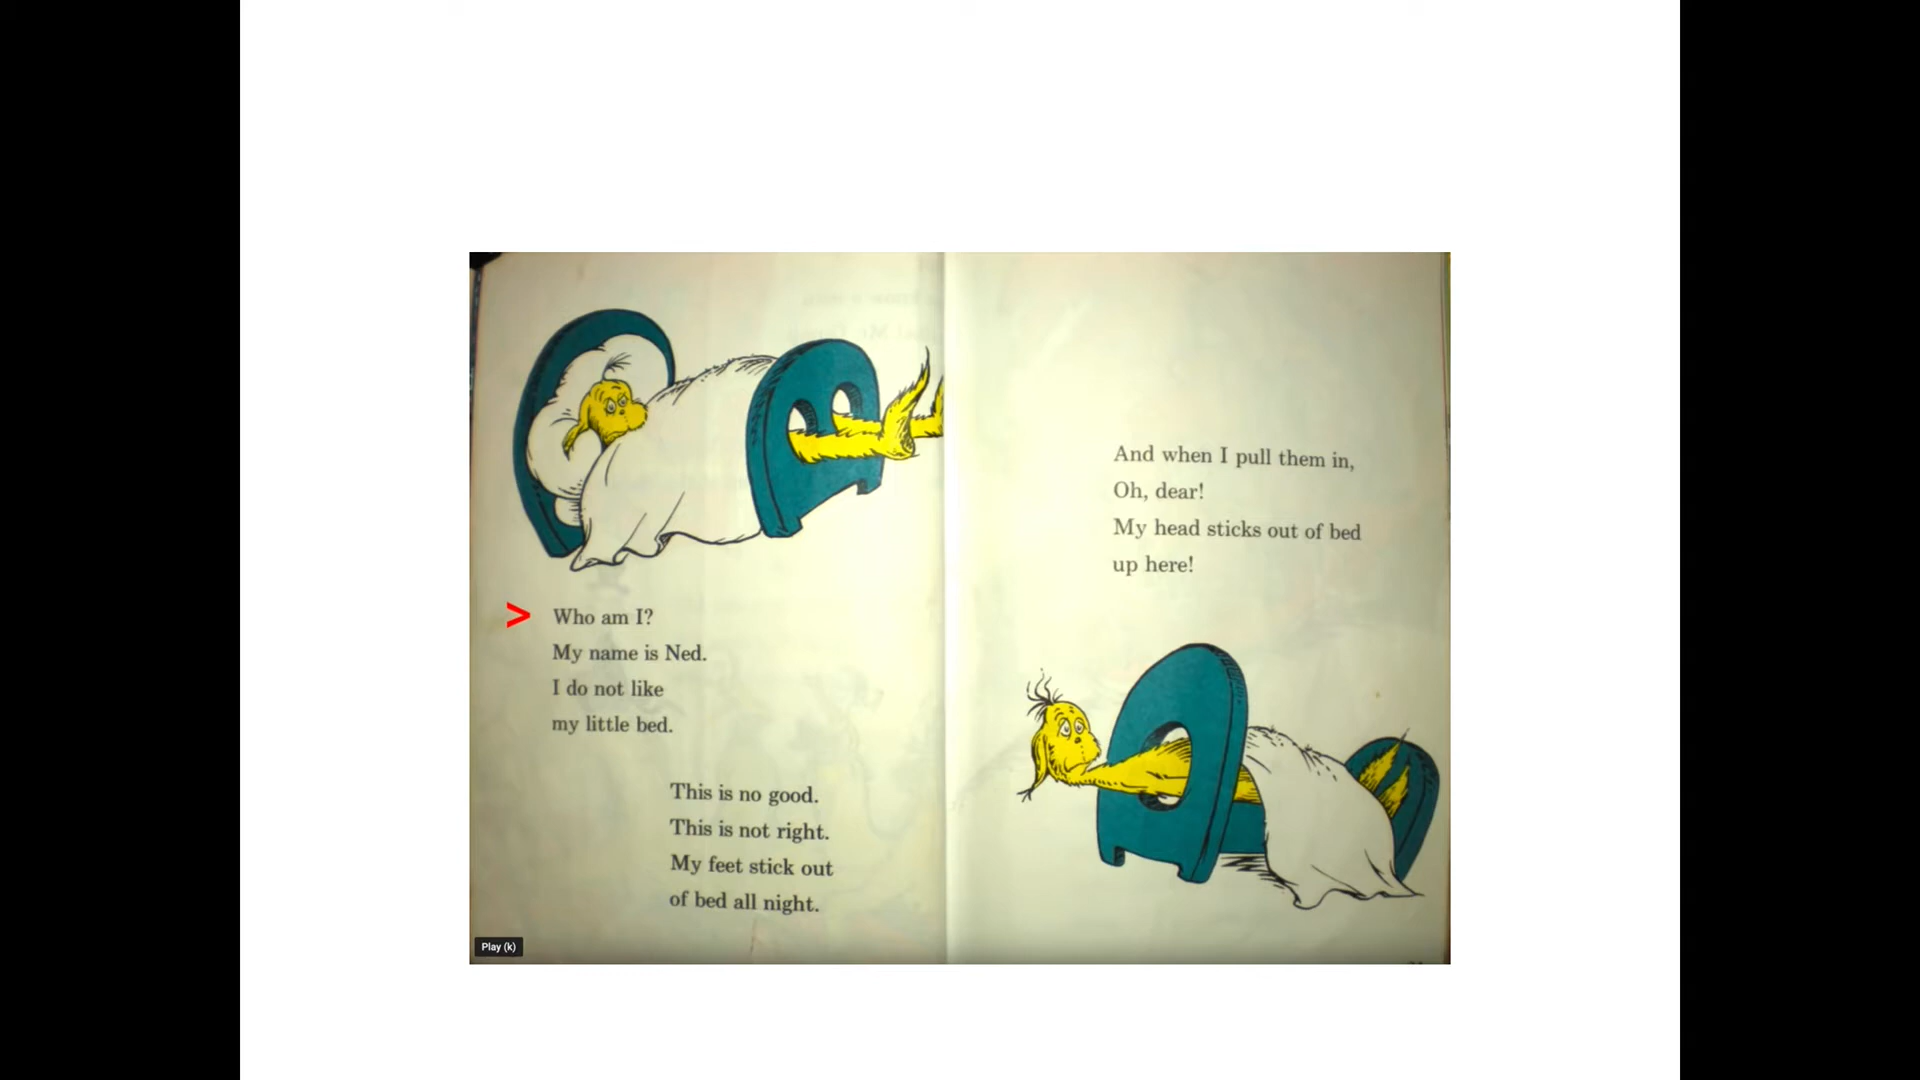 > Who am I?
My name is Ned.
I do not like
my little bed.
This is no good.
This is not right.
My feet stick out
of bed all night.
And when I pull them in,
Oh, dear!
My head sticks out of bed
up here!
Play (k)